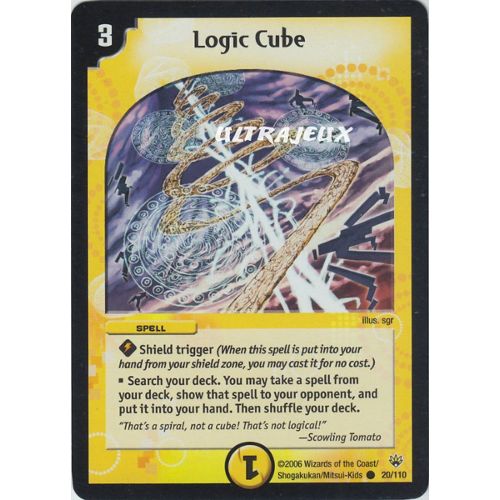 3
Logic Cube
ULTRAJEUX
illus. sgr
SPELL
Shield trigger (When this spell is put into your
hand from your shield zone, you may cast it for no cost.)
▪ Search your deck. You may take a spell from
your deck, show that spell to your opponent, and
put it into your hand. Then shuffle your deck.
"That's a spiral, not a cube! That's not logical!"
—Scowling Tomato
1
©2006 Wizards of the Coast/
Shogakukan/Mitsui-Kids ● 20/110